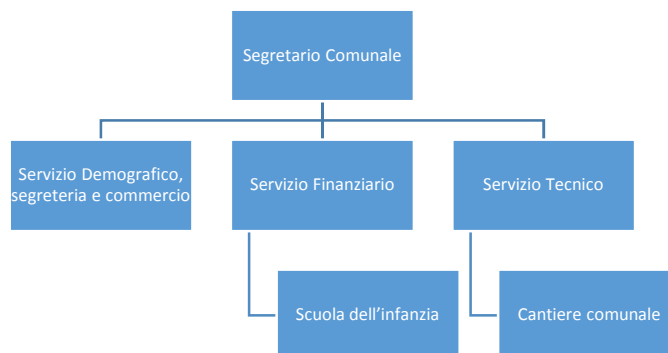 Segretario Comunale
Servizio Demografico,
segreteria e commercio
Servizio Finanziario
Servizio Tecnico
Scuola dell’infanzia
Cantiere comunale